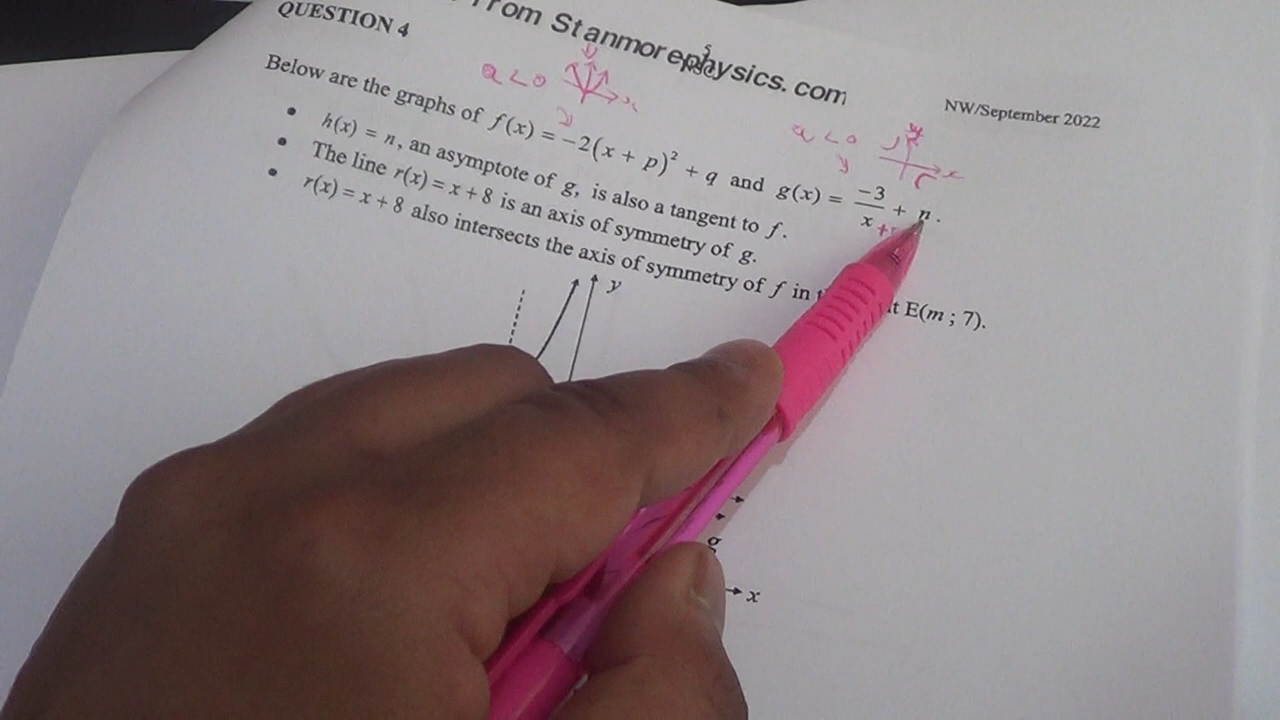 From Stanmorephysics.com
QUESTION 4
NW/September 2022
a < 0
a < 0
Below are the graphs of f(x) = −2(x + p)² + q and g(x) = −3/x + n.
• h(x) = n, an asymptote of g, is also a tangent to f.
• The line r(x) = x + 8 is an axis of symmetry of g.
• r(x) = x + 8 also intersects the axis of symmetry of f in E(m ; 7).
y
g
x